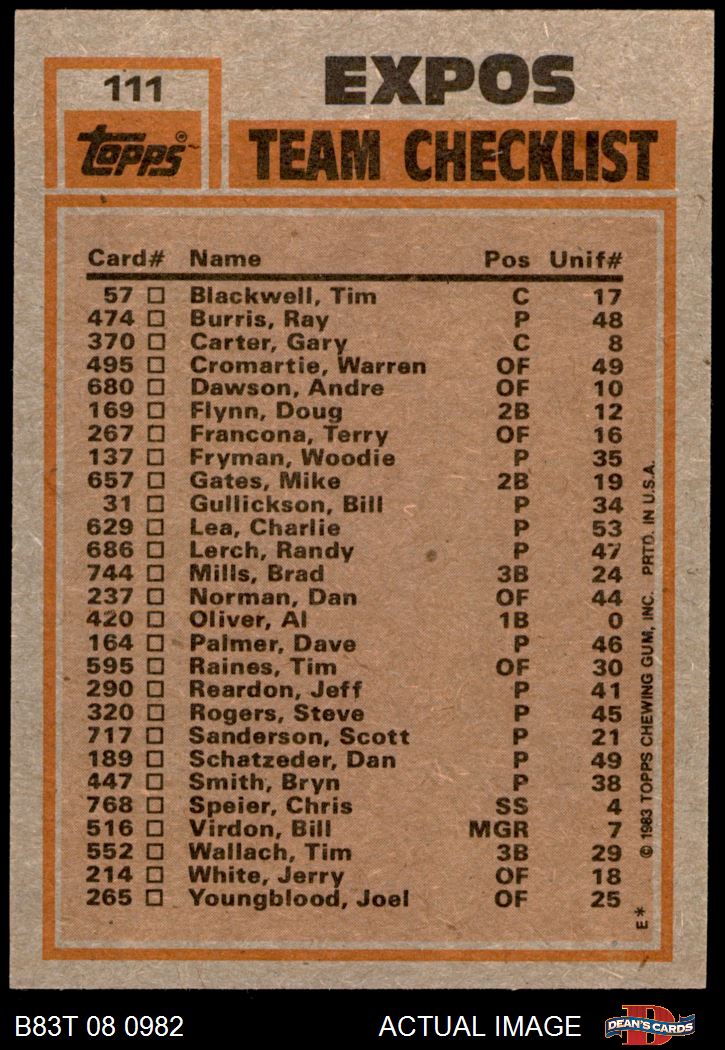 111
EXPOS
Topps®
TEAM CHECKLIST
Card# Name Pos Unif#
57 □ Blackwell, Tim C 17
474 □ Burris, Ray P 48
370 □ Carter, Gary C 8
495 □ Cromartie, Warren OF 49
680 □ Dawson, Andre OF 10
169 □ Flynn, Doug 2B 12
267 □ Francona, Terry OF 16
137 □ Fryman, Woodie P 35
657 □ Gates, Mike 2B 19
31 □ Gullickson, Bill P 34
629 □ Lea, Charlie P 53
686 □ Lerch, Randy P 47
744 □ Mills, Brad 3B 24
237 □ Norman, Dan OF 44
420 □ Oliver, Al 1B 0
164 □ Palmer, Dave P 46
595 □ Raines, Tim OF 30
290 □ Reardon, Jeff P 41
320 □ Rogers, Steve P 45
717 □ Sanderson, Scott P 21
189 □ Schatzeder, Dan P 49
447 □ Smith, Bryn P 38
768 □ Speier, Chris SS 4
516 □ Virdon, Bill MGR 7
552 □ Wallach, Tim 3B 29
214 □ White, Jerry OF 18
265 □ Youngblood, Joel OF 25
E* © 1983 TOPPS CHEWING GUM, INC. PRTD. IN U.S.A.
B83T 08 0982 ACTUAL IMAGE DEAN'S CARDS